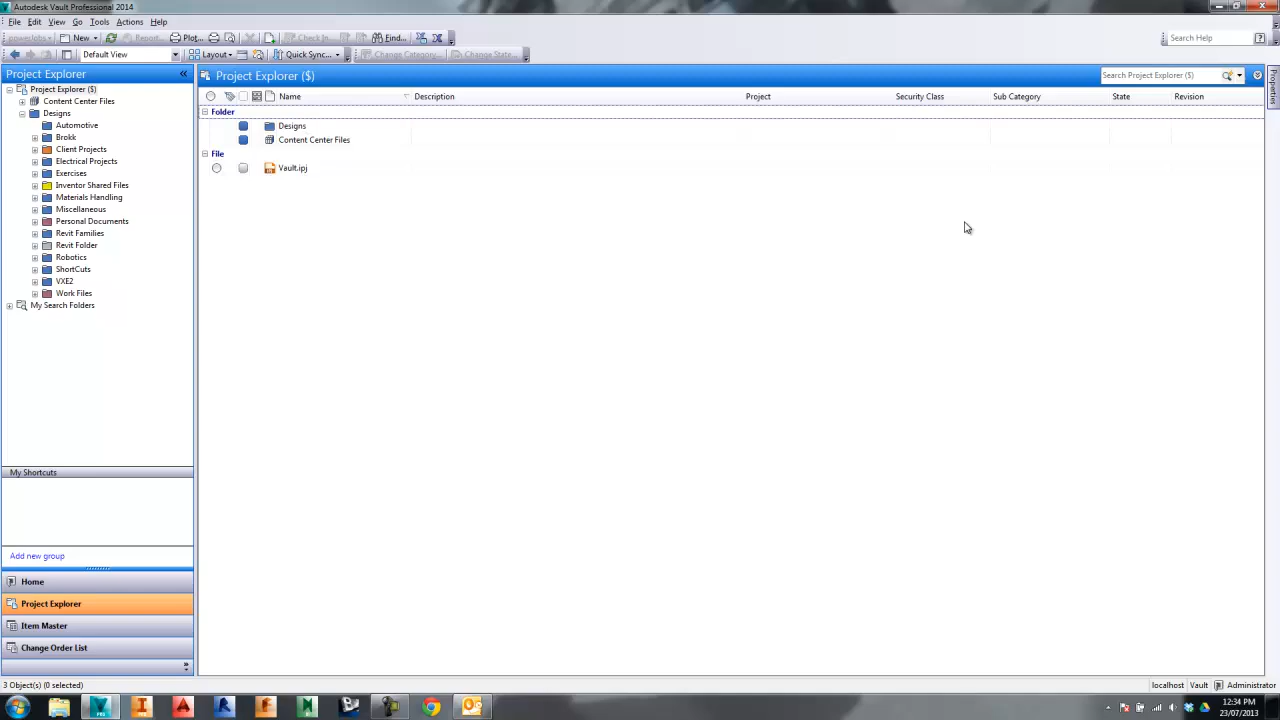 Autodesk Vault Professional 2014
File Edit View Go Tools Actions Help
powerJobs New Report... Plot... Check In... Find... Search Help
Default View Layout Quick Sync... Change Category... Change State...
Project Explorer
Project Explorer ($)
Content Center Files
Designs
Automotive
Brokk
Client Projects
Electrical Projects
Exercises
Inventor Shared Files
Materials Handling
Miscellaneous
Personal Documents
Revit Families
Revit Folder
Robotics
ShortCuts
VXE2
Work Files
My Search Folders
My Shortcuts
Add new group
Home
Project Explorer
Item Master
Change Order List
Project Explorer ($) Search Project Explorer ($)
Name Description Project Security Class Sub Category State Revision
Folder
Designs
Content Center Files
File
Vault.ipj
Properties
3 Object(s) (0 selected) localhost Vault Administrator
12:34 PM
23/07/2013